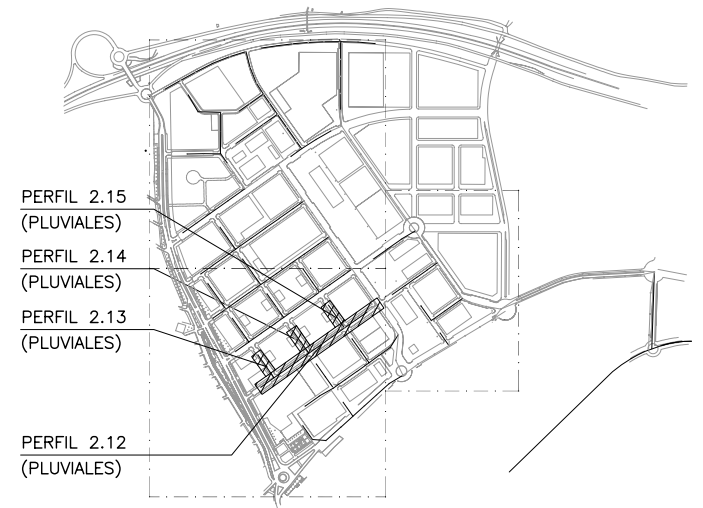 PERFIL 2.15
(PLUVIALES)
PERFIL 2.14
(PLUVIALES)
PERFIL 2.13
(PLUVIALES)
PERFIL 2.12
(PLUVIALES)